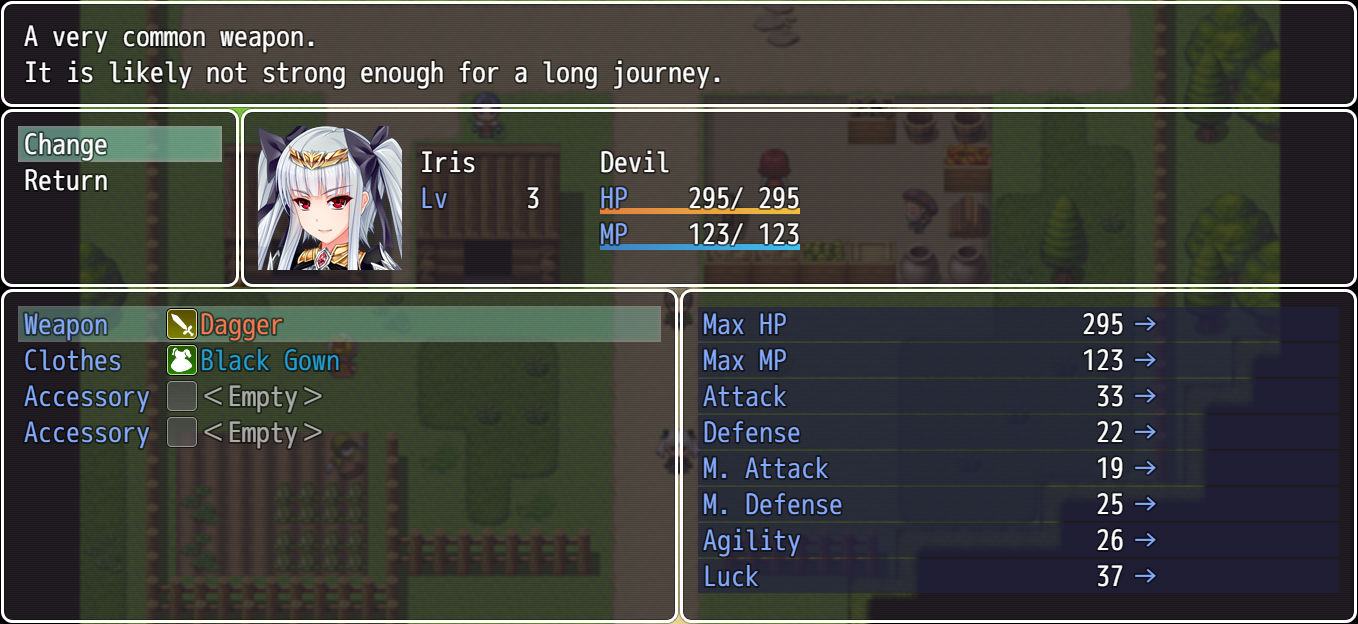 A very common weapon.
It is likely not strong enough for a long journey.
Change
Return
Iris
Lv 3
Devil
HP 295/ 295
MP 123/ 123
Weapon Dagger
Clothes Black Gown
Accessory <Empty>
Accessory <Empty>
Max HP 295 →
Max MP 123 →
Attack 33 →
Defense 22 →
M. Attack 19 →
M. Defense 25 →
Agility 26 →
Luck 37 →